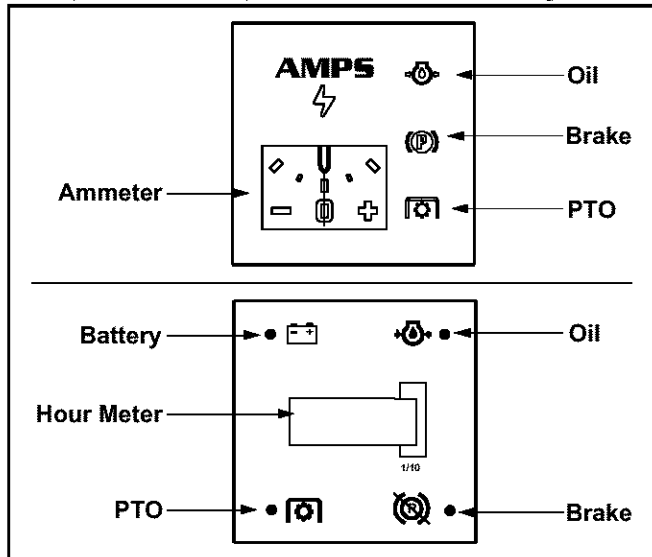 AMPS
Oil
Brake
Ammeter
PTO
Battery
Oil
Hour Meter
1/10
PTO
Brake